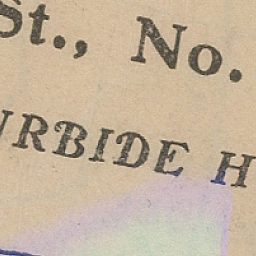 St., No.
URBIDE H